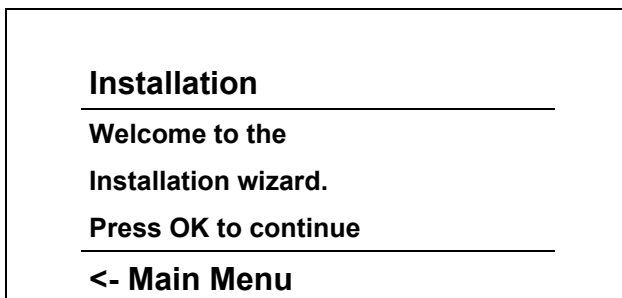 Installation
Welcome to the
Installation wizard.
Press OK to continue
<- Main Menu